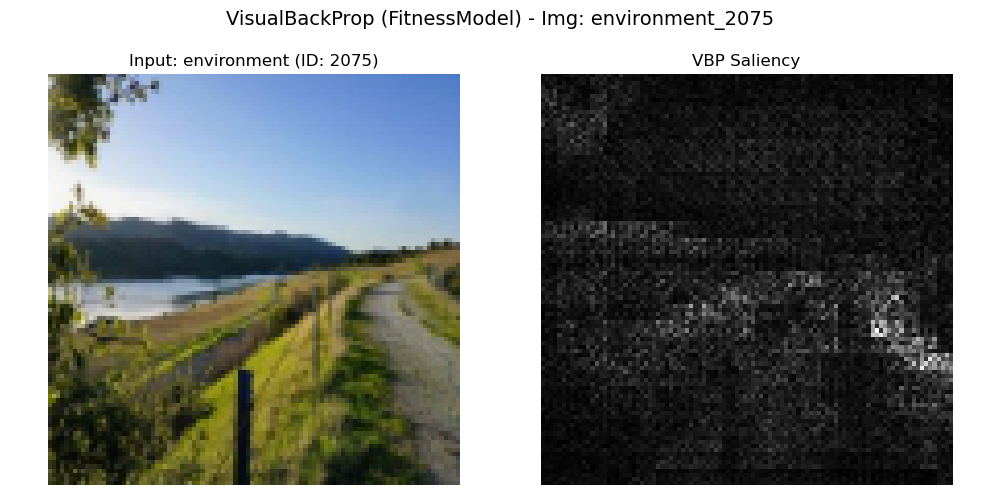 VisualBackProp (FitnessModel) - Img: environment_2075
Input: environment (ID: 2075)
VBP Saliency